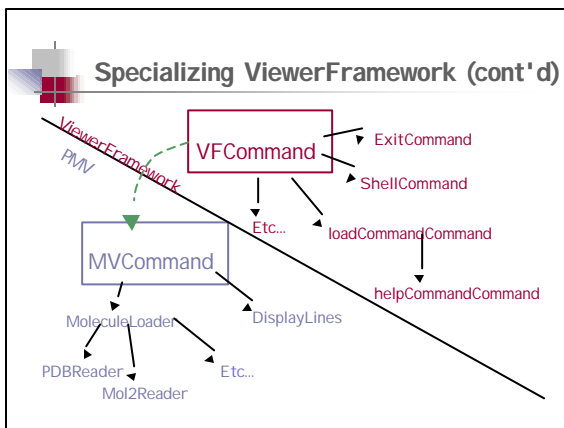 Specializing ViewerFramework (cont'd)
ViewerFramework
PMV
VFCommand
ExitCommand
ShellCommand
Etc...
loadCommandCommand
helpCommandCommand
MVCommand
MoleculeLoader
DisplayLines
PDBReader
Mol2Reader
Etc...